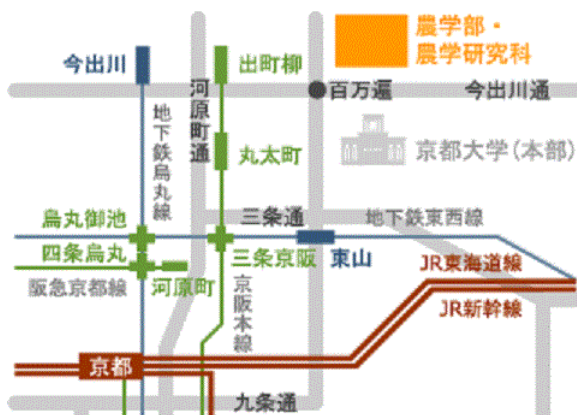 農学部・
農学研究科
今出川
出町柳
百万遍
今出川通
河原町通
地下鉄烏丸線
丸太町
京都大学(本部)
烏丸御池
三条通
地下鉄東西線
四条烏丸
三条京阪
東山
阪急京都線
河原町
京阪本線
JR東海道線
JR新幹線
京都
九条通